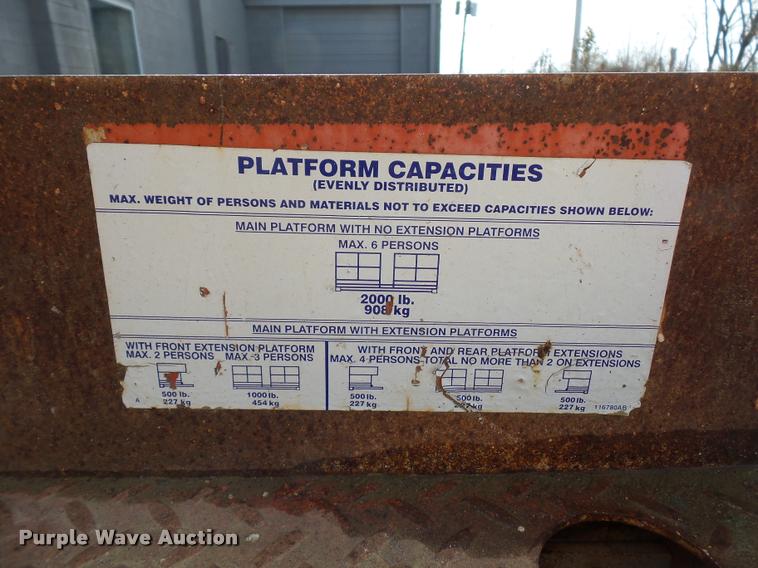 PLATFORM CAPACITIES
(EVENLY DISTRIBUTED)
MAX. WEIGHT OF PERSONS AND MATERIALS NOT TO EXCEED CAPACITIES SHOWN BELOW:
MAIN PLATFORM WITH NO EXTENSION PLATFORMS
MAX. 6 PERSONS
2000 lb.
908 kg
MAIN PLATFORM WITH EXTENSION PLATFORMS
WITH FRONT EXTENSION PLATFORM
MAX. 2 PERSONS MAX. 3 PERSONS
500 lb. 1000 lb.
A 227 kg 454 kg
WITH FRONT AND REAR PLATFORM EXTENSIONS
MAX. 4 PERSONS-TOTAL NO MORE THAN 2 ON EXTENSIONS
500 lb. 500 lb. 500 lb.
227 kg 227 kg 227 kg 116780AB
Purple Wave Auction